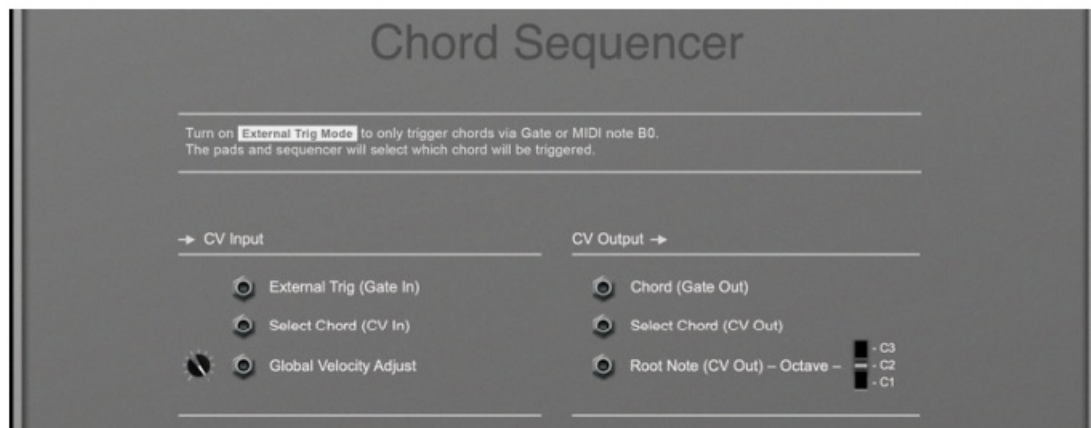 Chord Sequencer
Turn on External Trig Mode to only trigger chords via Gate or MIDI note B0.
The pads and sequencer will select which chord will be triggered.
→ CV Input
External Trig (Gate In)
Select Chord (CV In)
Global Velocity Adjust
CV Output →
Chord (Gate Out)
Select Chord (CV Out)
Root Note (CV Out) – Octave –
- C3
- C2
- C1